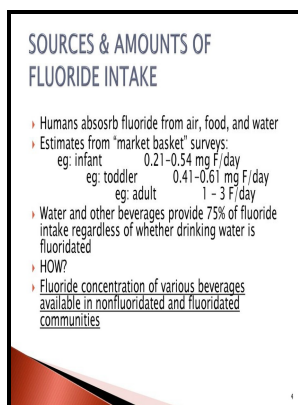 SOURCES & AMOUNTS OF
FLUORIDE INTAKE
Humans abososrb fluoride from air, food, and water
Estimates from "market basket" surveys:
eg: infant 0.21-0.54 mg F/day
eg: toddler 0.41-0.61 mg F/day
eg: adult 1 - 3 F/day
Water and other beverages provide 75% of fluoride
intake regardless of whether drinking water is
fluoridated
HOW?
Fluoride concentration of various beverages
available in nonfluoridated and fluoridated
communities